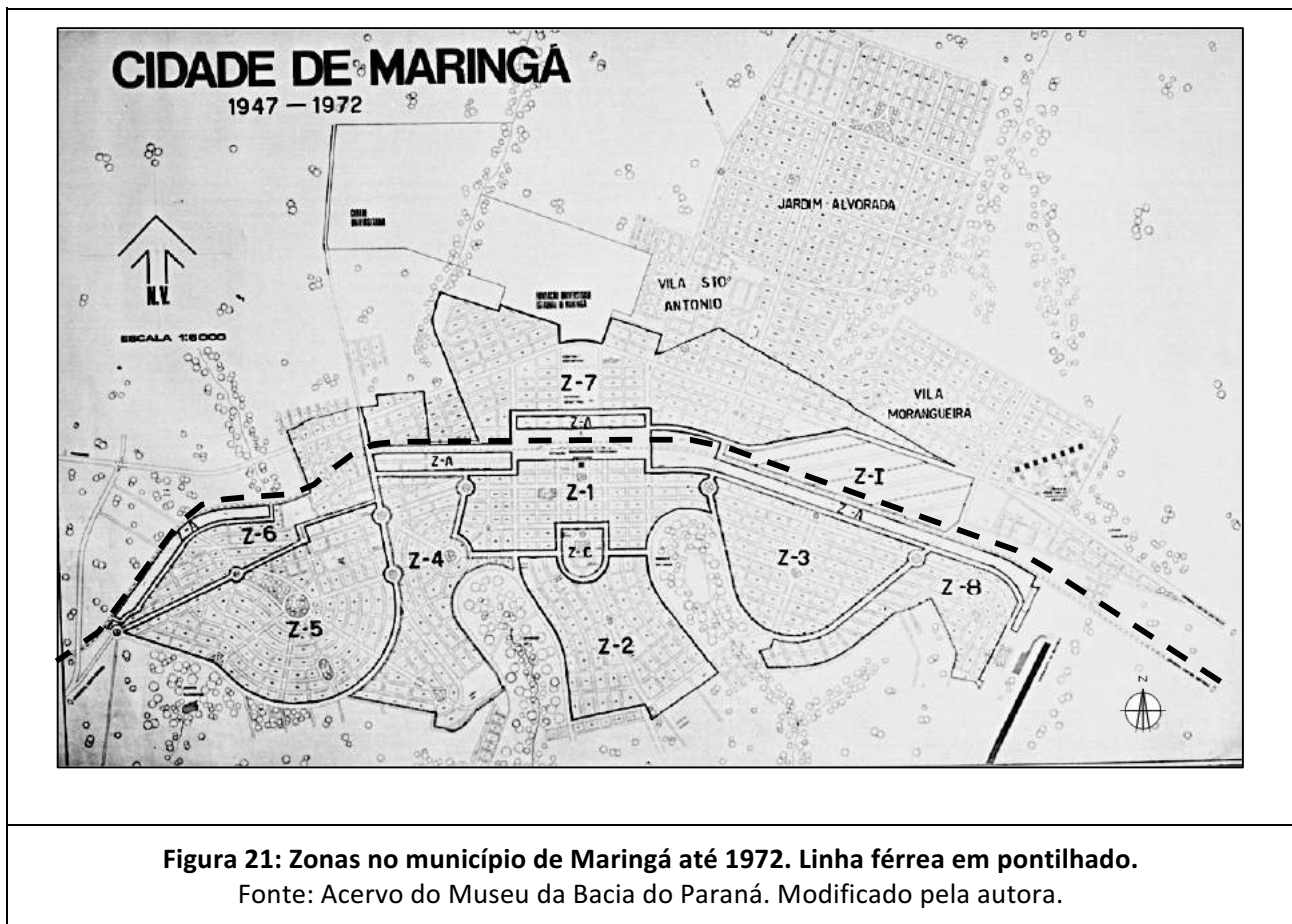 CIDADE DE MARINGÁ
1947 — 1972
N.V.
ESCALA 1:6000
JARDIM ALVORADA
VILA STO
ANTONIO
VILA
MORANGUEIRA
Z-7
Z-A
Z-A
Z-1
Z-I
Z-A
Z-6
Z-4
Z-C
Z-3
Z-8
Z-5
Z-2
Z
Figura 21: Zonas no município de Maringá até 1972. Linha férrea em pontilhado.
Fonte: Acervo do Museu da Bacia do Paraná. Modificado pela autora.